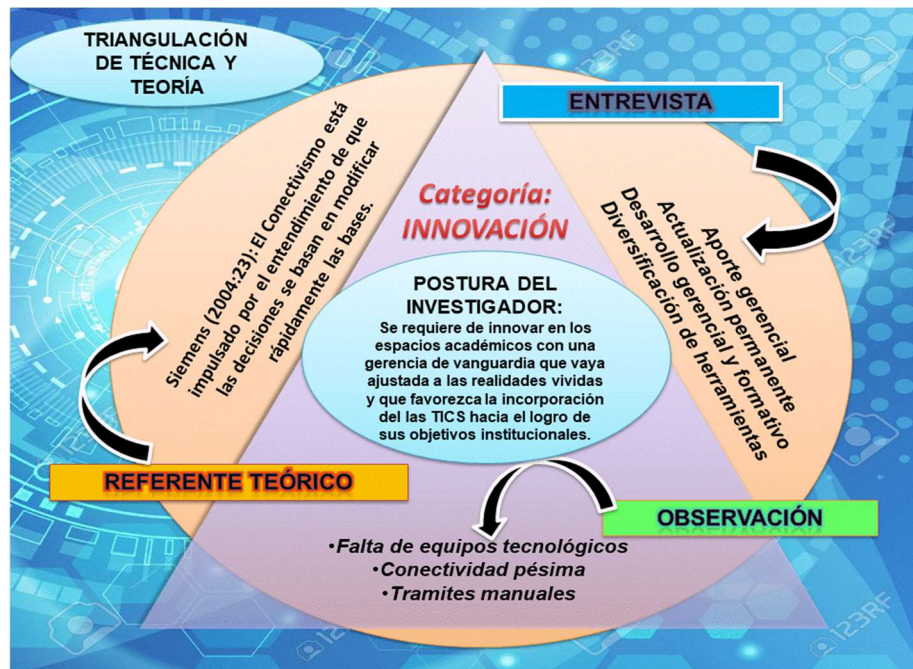 TRIANGULACIÓN
DE TÉCNICA Y
TEORÍA
ENTREVISTA
Siemens (2004:23): El Conectivismo está
impulsado por el entendimiento de que
las decisiones se basan en modificar
rápidamente las bases.
Categoría:
INNOVACIÓN
Aporte gerencial
Actualización permanente
Desarrollo gerencial y formativo
Diversificación de herramientas
POSTURA DEL
INVESTIGADOR:
Se requiere de innovar en los
espacios académicos con una
gerencia de vanguardia que vaya
ajustada a las realidades vividas
y que favorezca la incorporación
del las TICS hacia el logro de
sus objetivos institucionales.
REFERENTE TEÓRICO
OBSERVACIÓN
•Falta de equipos tecnológicos
•Conectividad pésima
•Tramites manuales
123RF
123RF
123RF
123RF